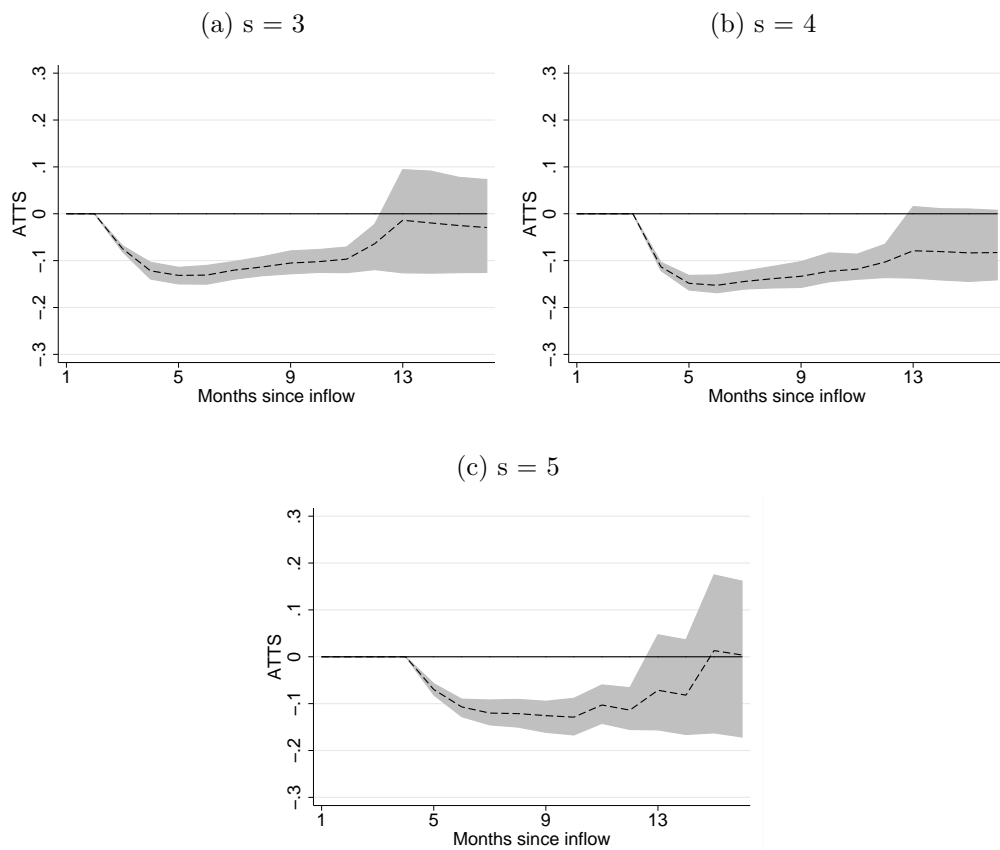 (a) s = 3
.3
.2
.1
0
-.1
-.2
-.3
ATTS
1 5 9 13
Months since inflow
(b) s = 4
.3
.2
.1
0
-.1
-.2
-.3
ATTS
1 5 9 13
Months since inflow
(c) s = 5
.3
.2
.1
0
-.1
-.2
-.3
ATTS
1 5 9 13
Months since inflow